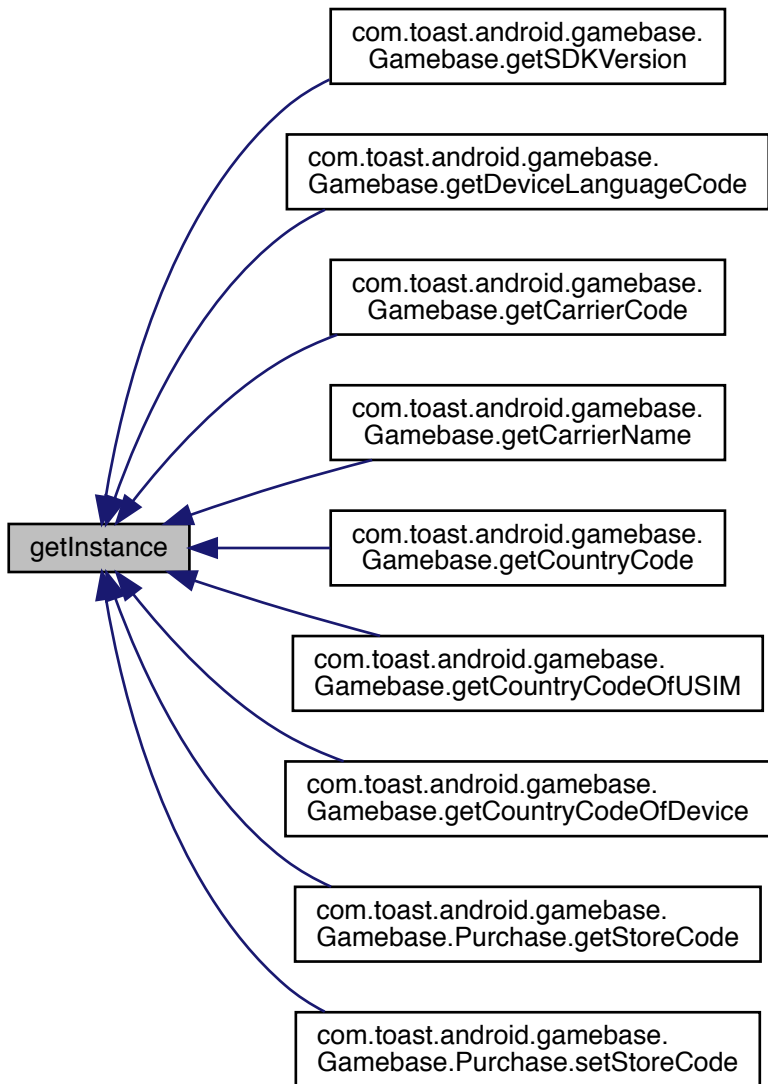 com.toast.android.gamebase.
Gamebase.getSDKVersion
com.toast.android.gamebase.
Gamebase.getDeviceLanguageCode
com.toast.android.gamebase.
Gamebase.getCarrierCode
com.toast.android.gamebase.
Gamebase.getCarrierName
getInstance
com.toast.android.gamebase.
Gamebase.getCountryCode
com.toast.android.gamebase.
Gamebase.getCountryCodeOfUSIM
com.toast.android.gamebase.
Gamebase.getCountryCodeOfDevice
com.toast.android.gamebase.
Gamebase.Purchase.getStoreCode
com.toast.android.gamebase.
Gamebase.Purchase.setStoreCode